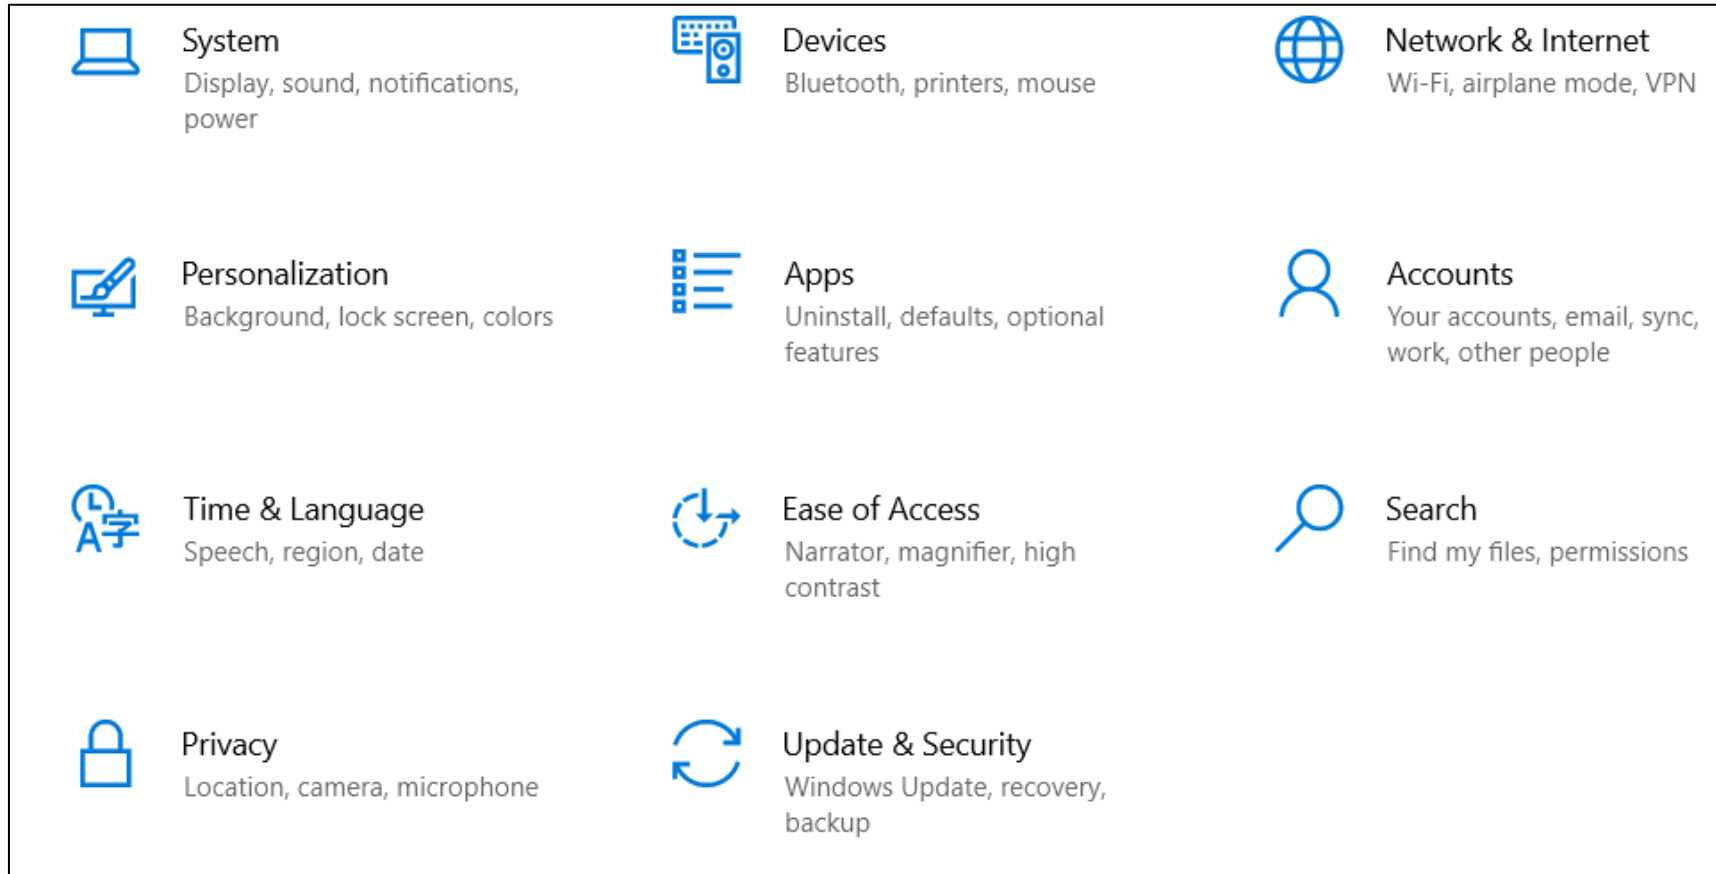 System
Display, sound, notifications,
power
Devices
Bluetooth, printers, mouse
Network & Internet
Wi-Fi, airplane mode, VPN
Personalization
Background, lock screen, colors
Apps
Uninstall, defaults, optional
features
Accounts
Your accounts, email, sync,
work, other people
A字
Time & Language
Speech, region, date
Ease of Access
Narrator, magnifier, high
contrast
Search
Find my files, permissions
Privacy
Location, camera, microphone
Update & Security
Windows Update, recovery,
backup